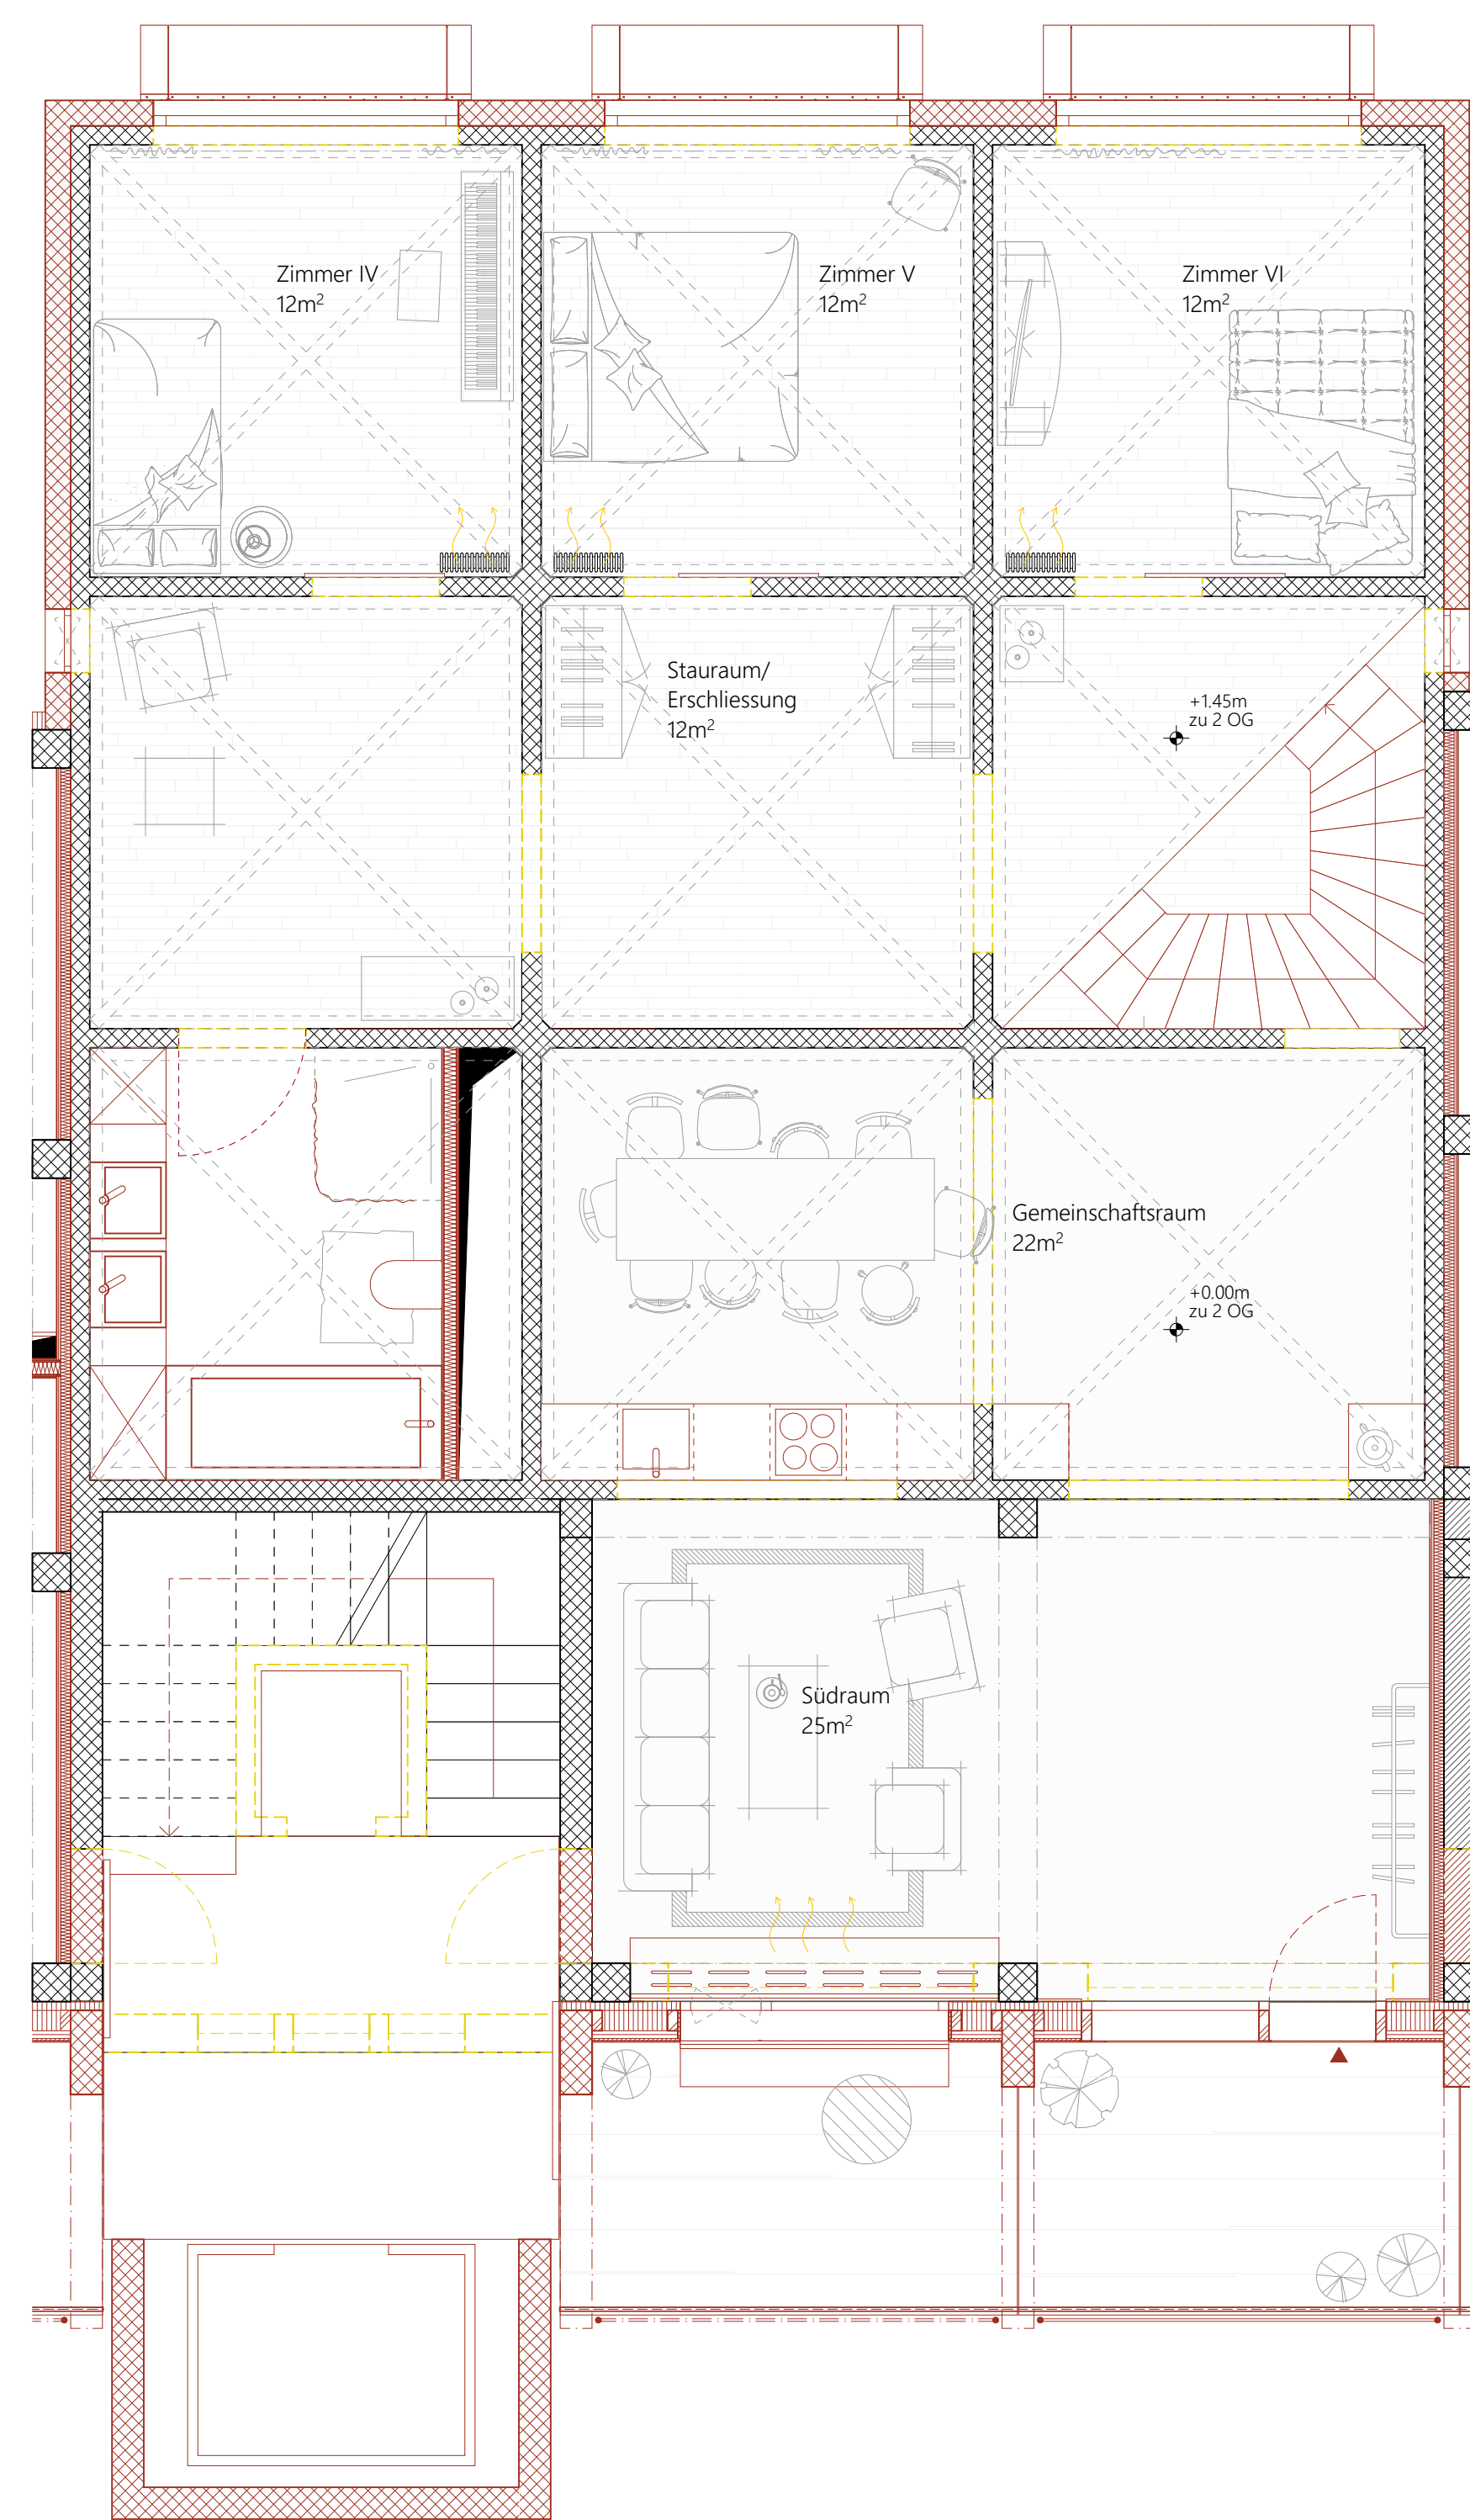 Zimmer IV
12m²
Zimmer V
12m²
Zimmer VI
12m²
Stauraum/
Erschliessung
12m²
+1.45m
zu 2 OG
Gemeinschaftsraum
22m²
+0.00m
zu 2 OG
Südraum
25m²